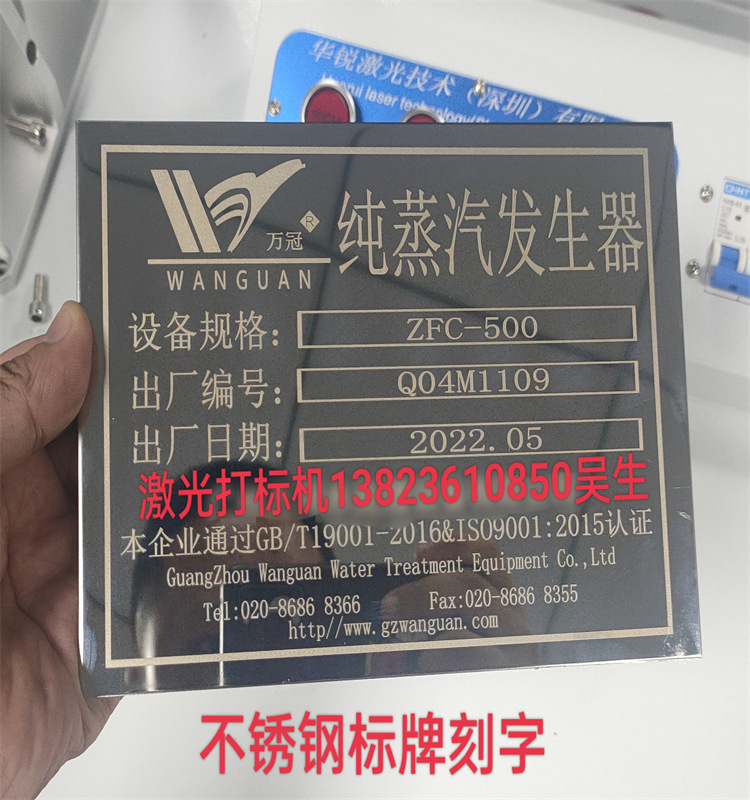 华锐激光技术（深圳）有限
laser technology
CHNT
万冠®
WANGUAN
纯蒸汽发生器
设备规格：ZFC-500
出厂编号：Q04M1109
出厂日期：2022.05
激光打标机13823610850吴生
本企业通过GB/T19001-2016&ISO9001:2015认证
GuangZhou Wanguan Water Treatment Equipment Co.,Ltd
Tel:020-8686 8366 Fax:020-8686 8355
http//www.gzwanguan.com
不锈钢标牌刻字